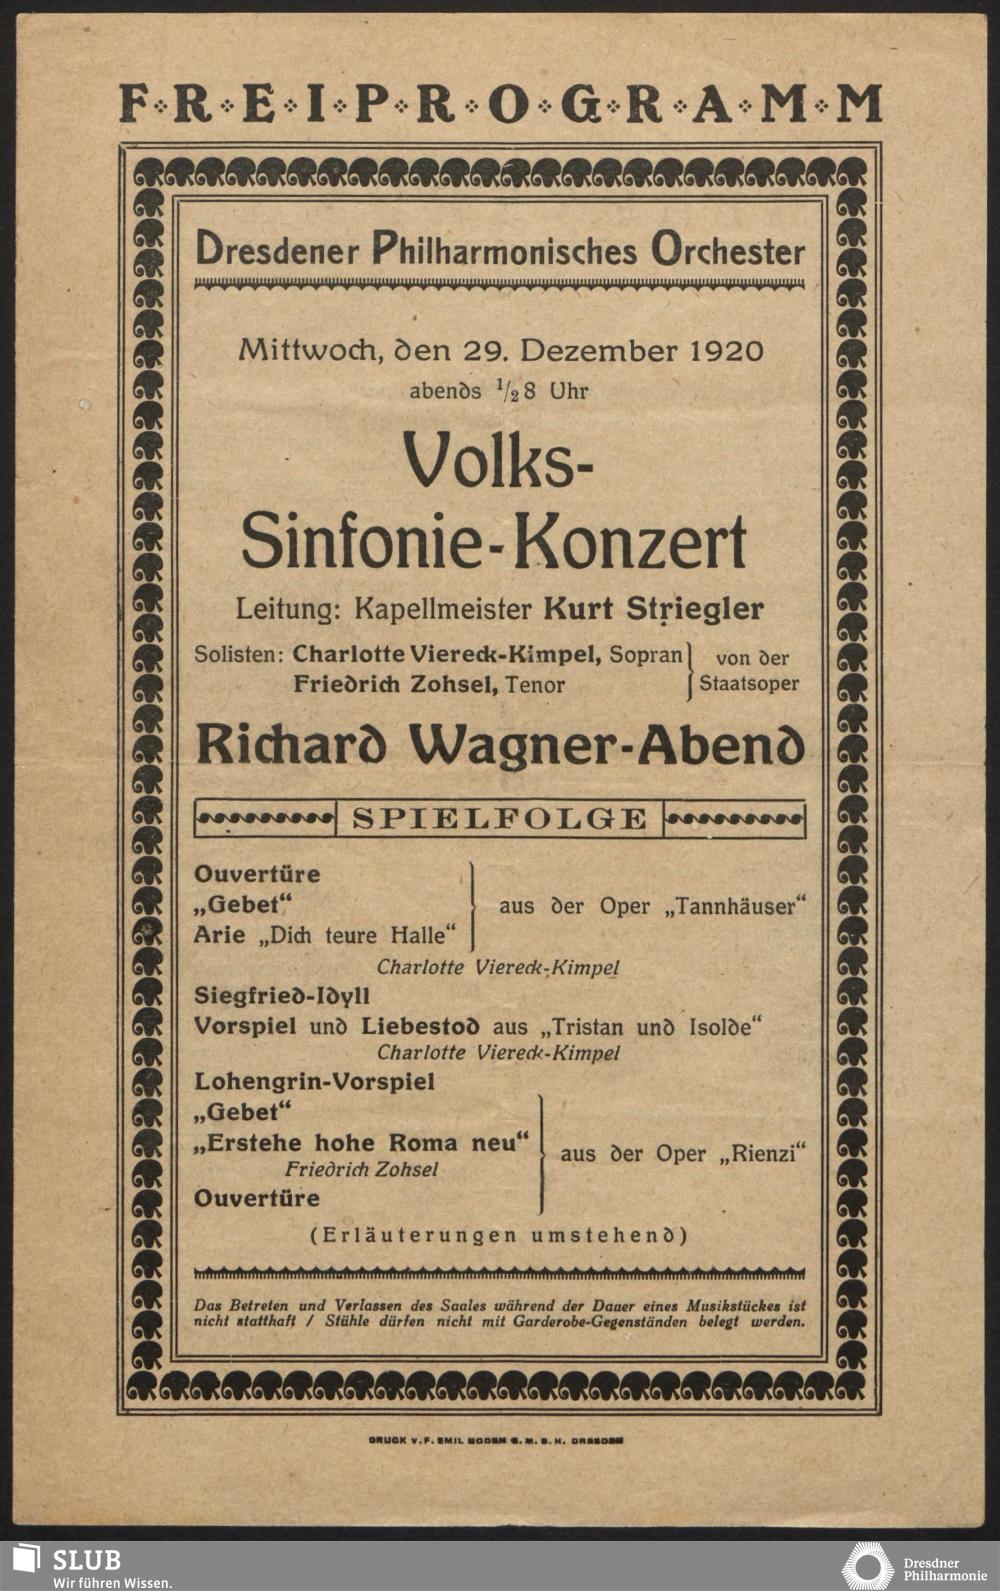 FREIPROGRAMM
Dresdener Philharmonisches Orchester
Mittwoch, den 29. Dezember 1920
abends 1/2 8 Uhr
Volks-
Sinfonie-Konzert
Leitung: Kapellmeister Kurt Striegler
Solisten: Charlotte Viereck-Kimpel, Sopran
Friedrich Zohsel, Tenor
von der
Staatsoper
Richard Wagner-Abend
SPIELFOLGE
Ouvertüre
„Gebet“
Arie „Dich teure Halle“
aus der Oper „Tannhäuser“
Charlotte Viereck-Kimpel
Siegfried-Idyll
Vorspiel und Liebestod aus „Tristan und Isolde“
Charlotte Viereck-Kimpel
Lohengrin-Vorspiel
„Gebet“
„Erstehe hohe Roma neu“
Friedrich Zohsel
Ouvertüre
aus der Oper „Rienzi“
(Erläuterungen umstehend)
Das Betreten und Verlassen des Saales während der Dauer eines Musikstückes ist
nicht statthaft / Stühle dürfen nicht mit Garderobe-Gegenständen belegt werden.
DRUCK V. F. EMIL BODEN G. M. B. H. DRESDEN
SLUB
Wir führen Wissen.
Dresdner
Philharmonie